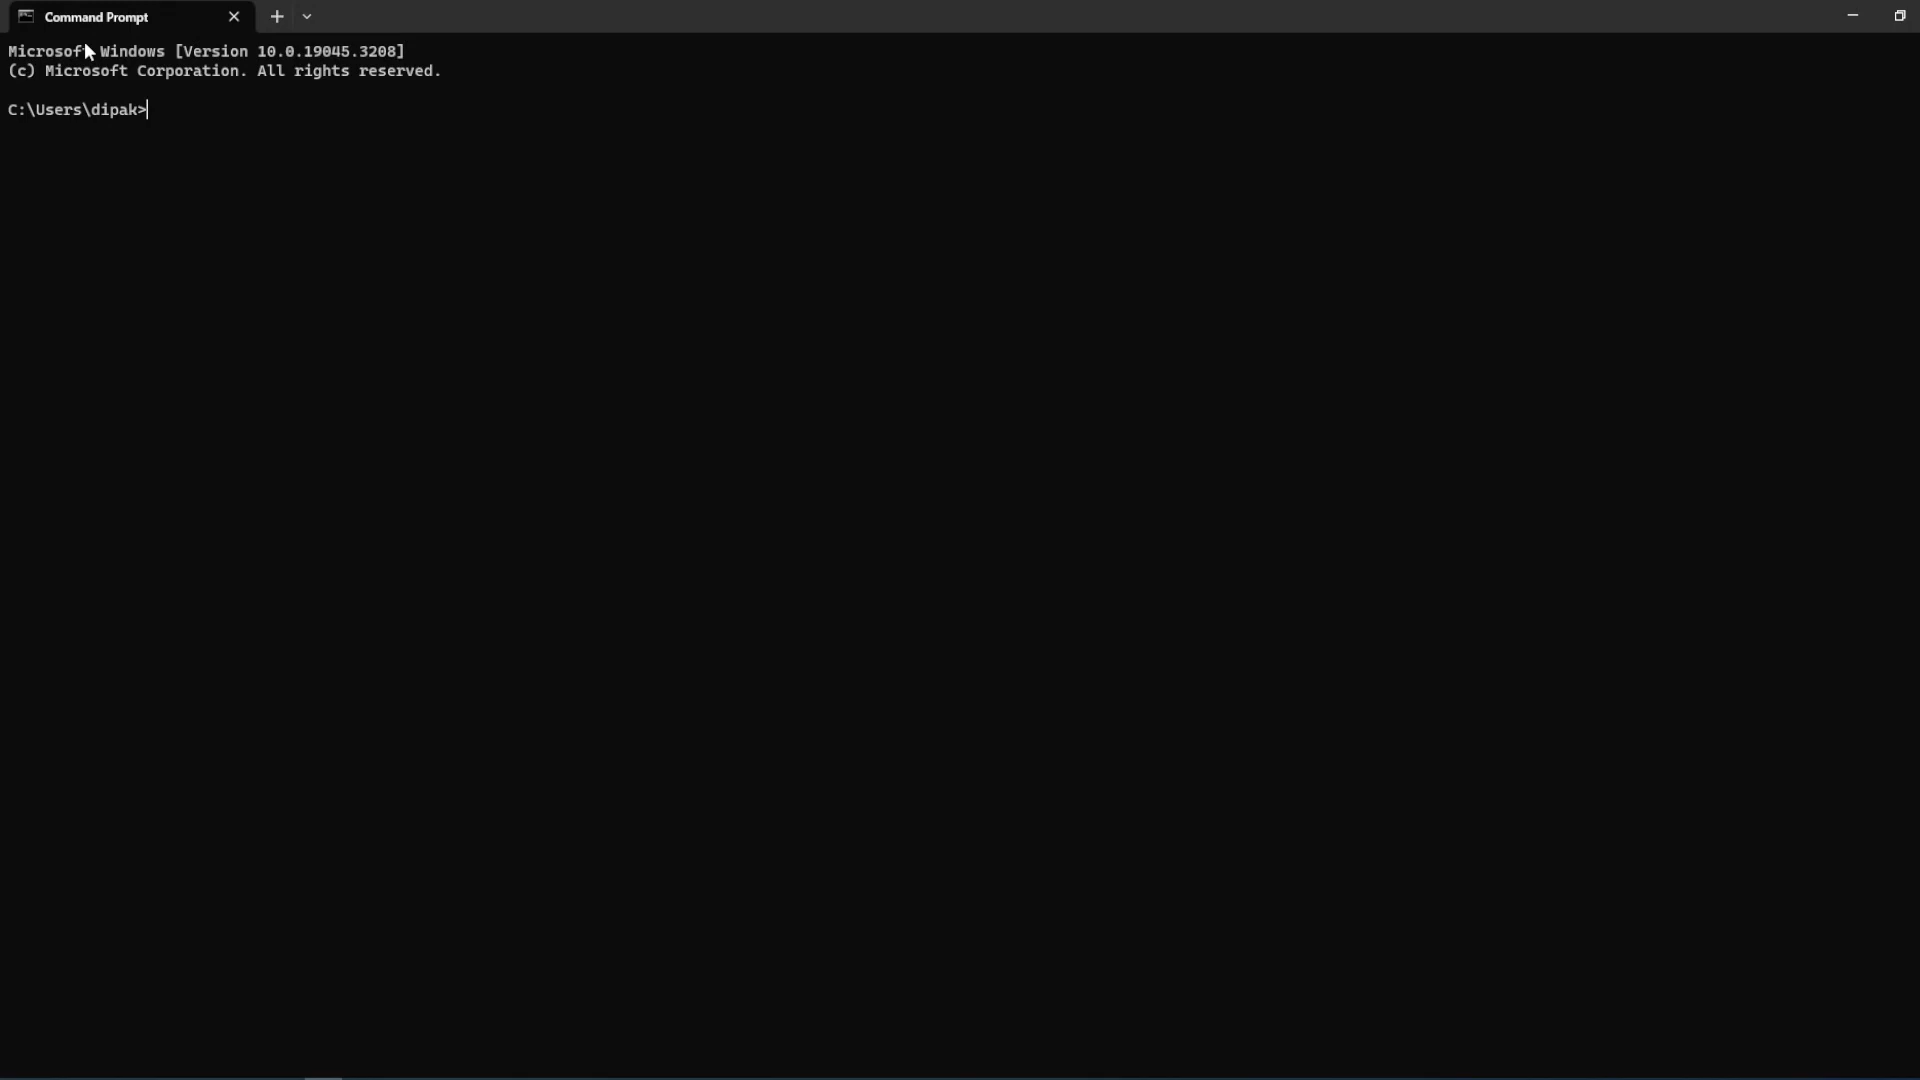 Command Prompt
Microsoft Windows [Version 10.0.19045.3208]
(c) Microsoft Corporation. All rights reserved.
C:\Users\dipak>